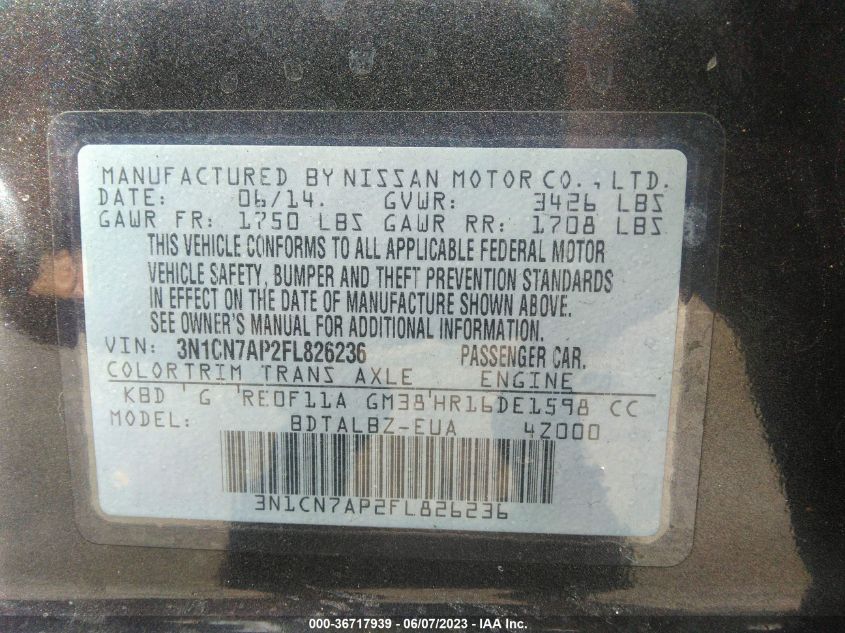 MANUFACTURED BY NISSAN MOTOR CO., LTD.
DATE: 06/14. GVWR: 3426 LBS
GAWR FR: 1750 LBS GAWR RR: 1708 LBS
THIS VEHICLE CONFORMS TO ALL APPLICABLE FEDERAL MOTOR
VEHICLE SAFETY, BUMPER AND THEFT PREVENTION STANDARDS
IN EFFECT ON THE DATE OF MANUFACTURE SHOWN ABOVE.
SEE OWNER'S MANUAL FOR ADDITIONAL INFORMATION.
VIN: 3N1CN7AP2FL826236 PASSENGER CAR.
COLORTRIM TRANS AXLE ENGINE
KBD 'G 'RE0F11A GM38'HR16DE1598 CC
MODEL: BDTALBZ-EUA 4Z000
3N1CN7AP2FL826236
000-36717939 - 06/07/2023 - IAA Inc.